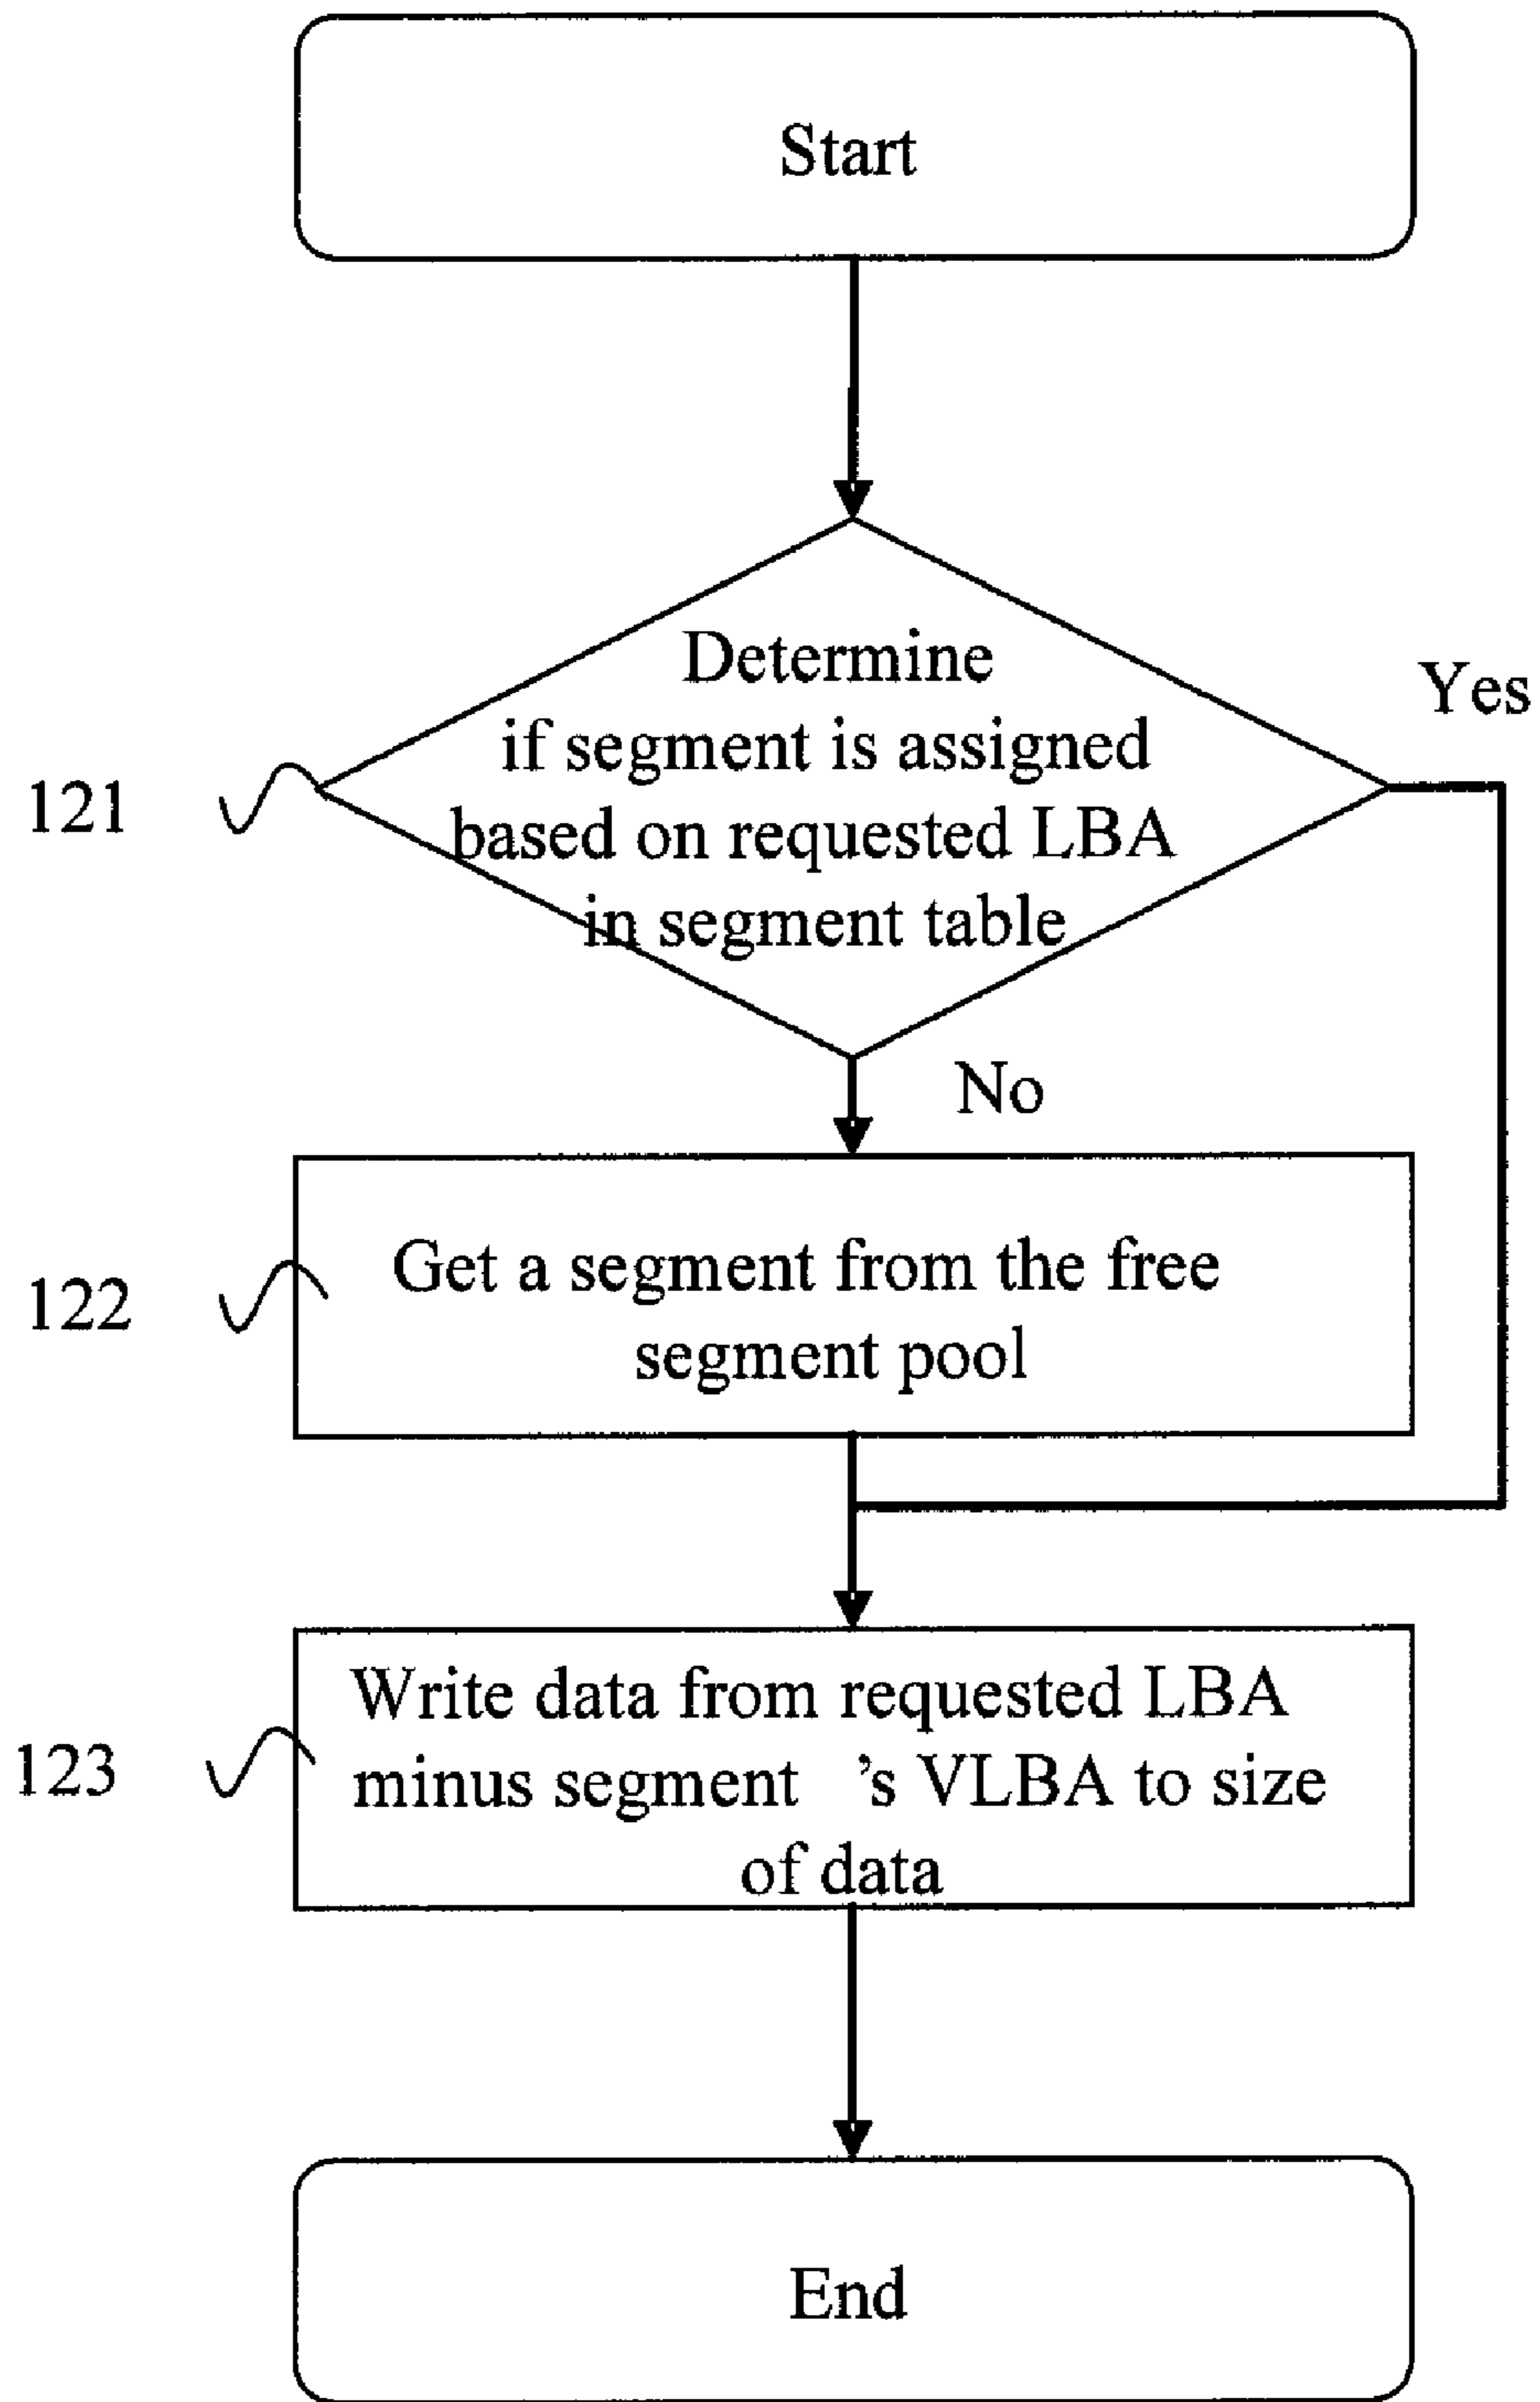 Start
Determine
if segment is assigned
based on requested LBA
in segment table
Yes
121
No
Get a segment from the free
segment pool
122
Write data from requested LBA
minus segment ’s VLBA to size
of data
123
End